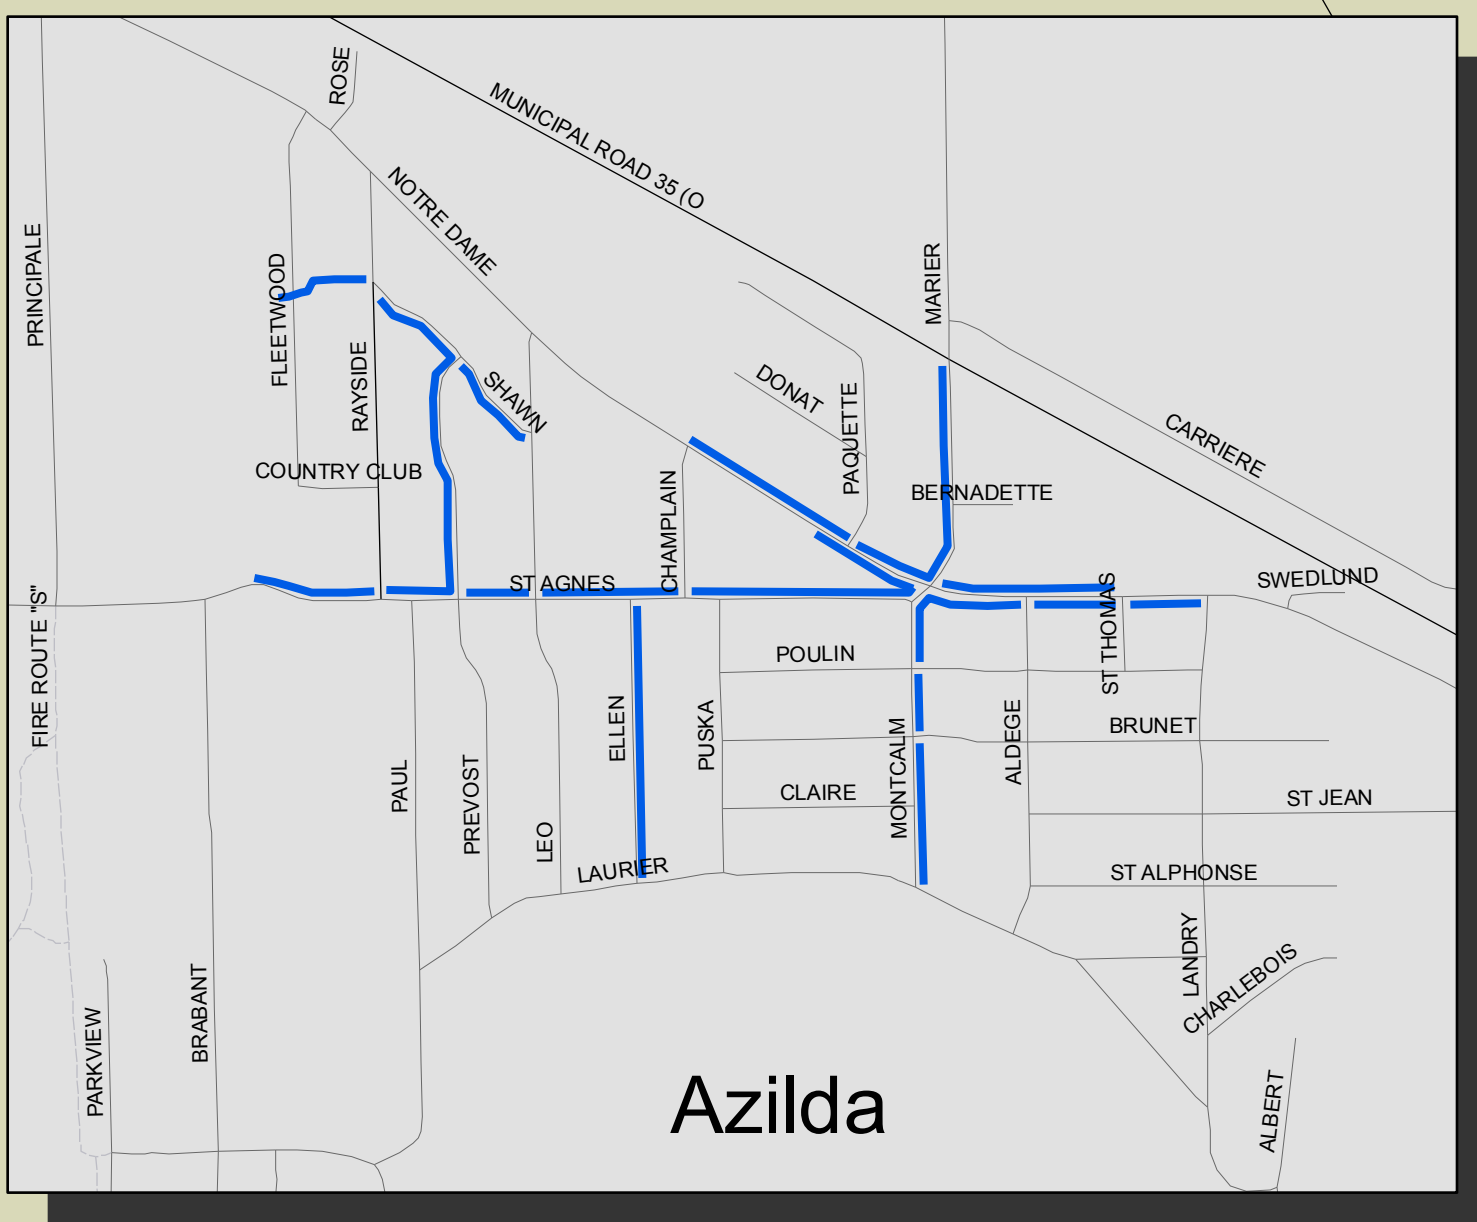 ROSE
MUNICIPAL ROAD 35 (O
NOTRE DAME
PRINCIPALE
FLEETWOOD
MARIER
RAYSIDE
SHAWN
DONAT
PAQUETTE
CARRIERE
COUNTRY CLUB
CHAMPLAIN
BERNADETTE
ST AGNES
SWEDLUND
FIRE ROUTE "S"
ST THOMAS
POULIN
ELLEN
PUSKA
MONTCALM
ALDEGE
BRUNET
PAUL
PREVOST
CLAIRE
ST JEAN
LEO
LAURIER
ST ALPHONSE
LANDRY
CHARLEBOIS
BRABANT
PARKVIEW
Azilda
ALBERT